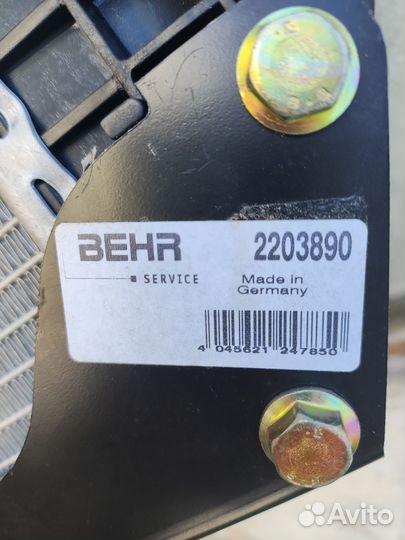 BEHR 2203890
SERVICE
Made in
Germany
4 045621 247850
Avito